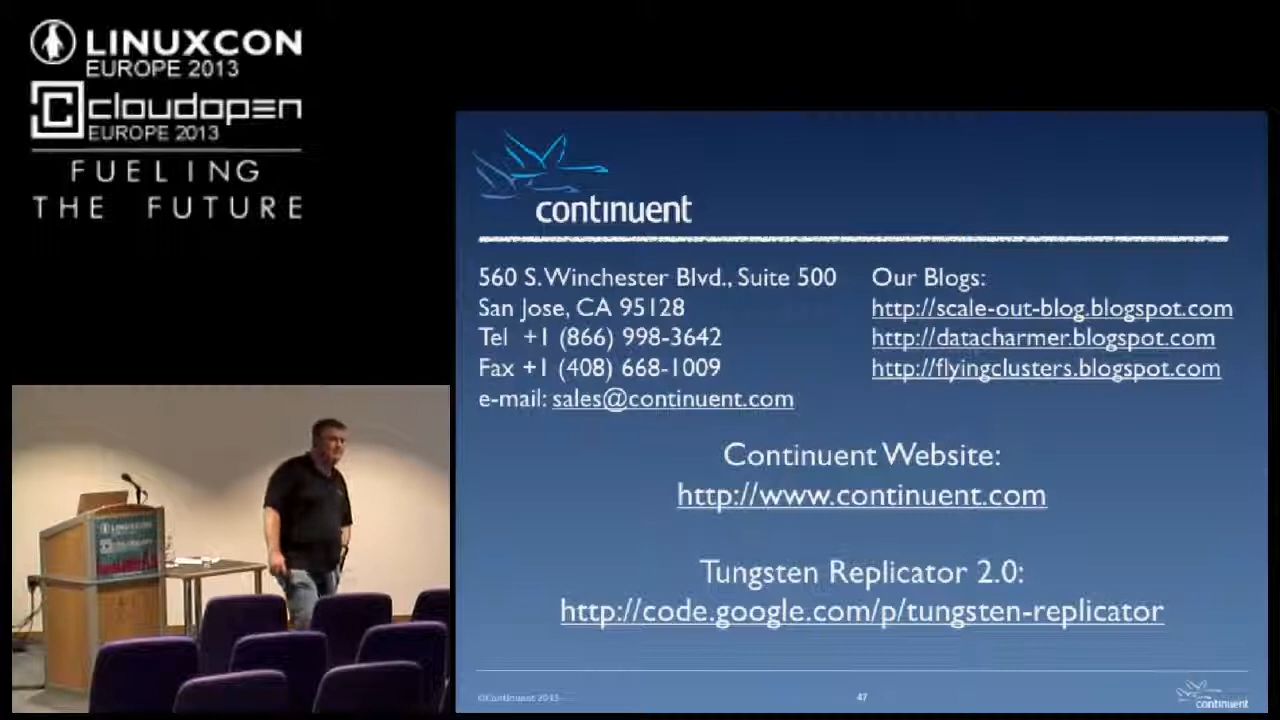 LINUXCON
EUROPE 2013
cloudopen
EUROPE 2013
FUELING
THE FUTURE
continuent
560 S. Winchester Blvd., Suite 500
San Jose, CA 95128
Tel +1 (866) 998-3642
Fax +1 (408) 668-1009
e-mail: sales@continuent.com
Our Blogs:
http://scale-out-blog.blogspot.com
http://datacharmer.blogspot.com
http://flyingclusters.blogspot.com
Continuent Website:
http://www.continuent.com
Tungsten Replicator 2.0:
http://code.google.com/p/tungsten-replicator
©Continuent 2013
47
continuent
LINUXCON